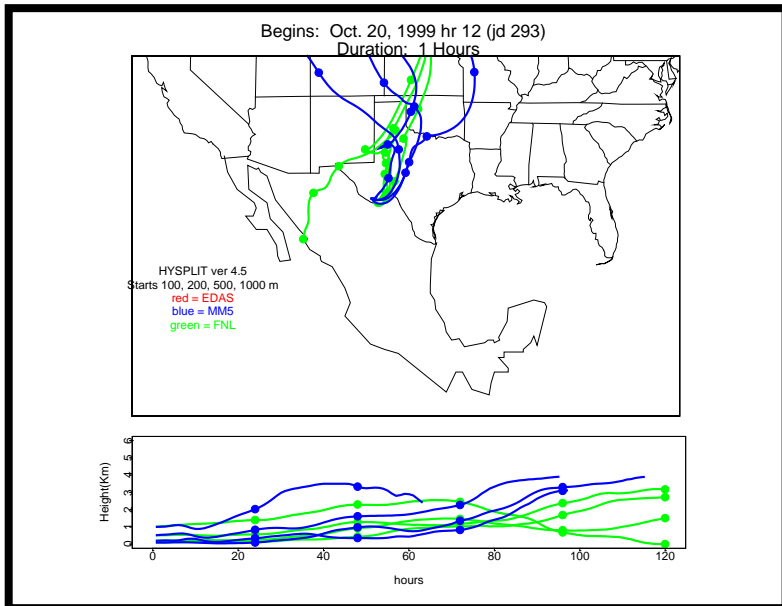 Begins: Oct. 20, 1999 hr 12 (jd 293)
Duration: 1 Hours
HYSPLIT ver 4.5
Starts 100, 200, 500, 1000 m
red = EDAS
blue = MM5
green = FNL
Height(Km)
6
5
4
3
2
1
0
0 20 40 60 80 100 120
hours